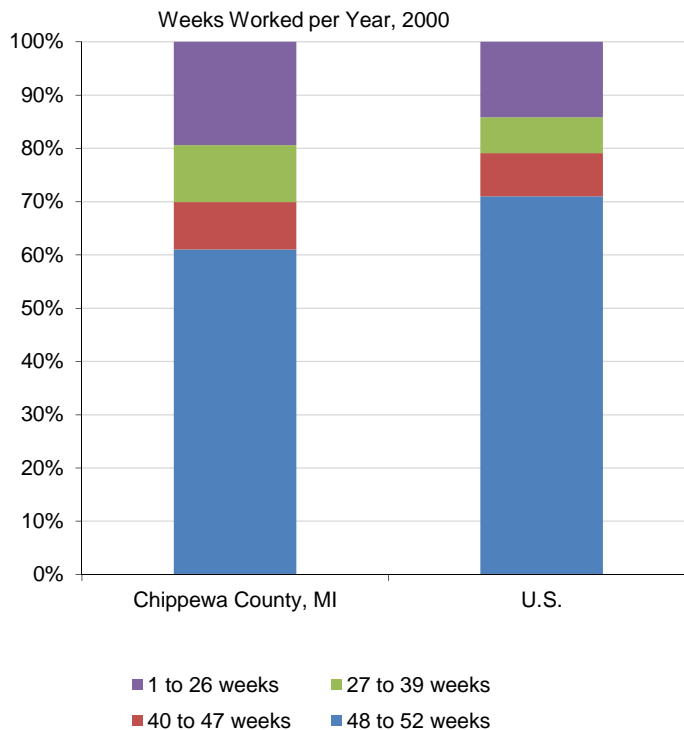 Weeks Worked per Year, 2000
100%
90%
80%
70%
60%
50%
40%
30%
20%
10%
0%
Chippewa County, MI U.S.
1 to 26 weeks 27 to 39 weeks
40 to 47 weeks 48 to 52 weeks